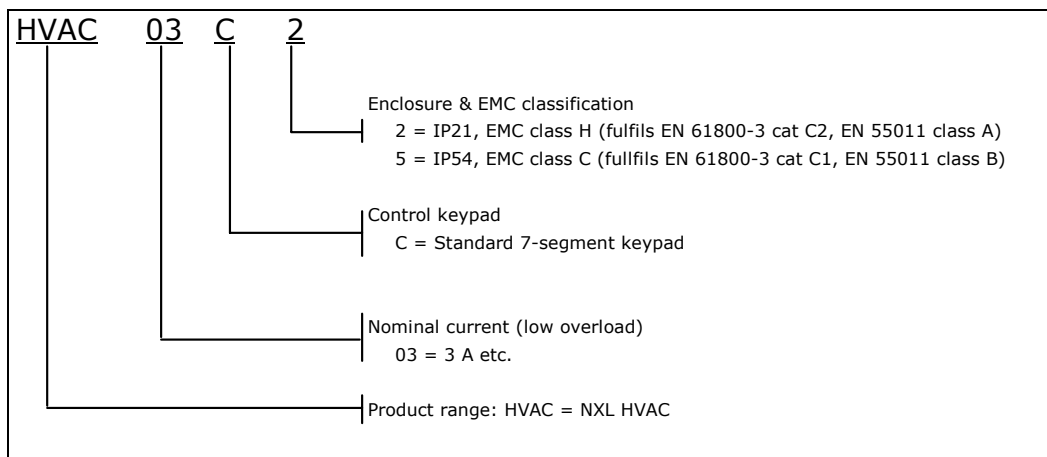 HVAC 03 C 2
Enclosure & EMC classification
2 = IP21, EMC class H (fulfils EN 61800-3 cat C2, EN 55011 class A)
5 = IP54, EMC class C (fullfils EN 61800-3 cat C1, EN 55011 class B)
Control keypad
C = Standard 7-segment keypad
Nominal current (low overload)
03 = 3 A etc.
Product range: HVAC = NXL HVAC